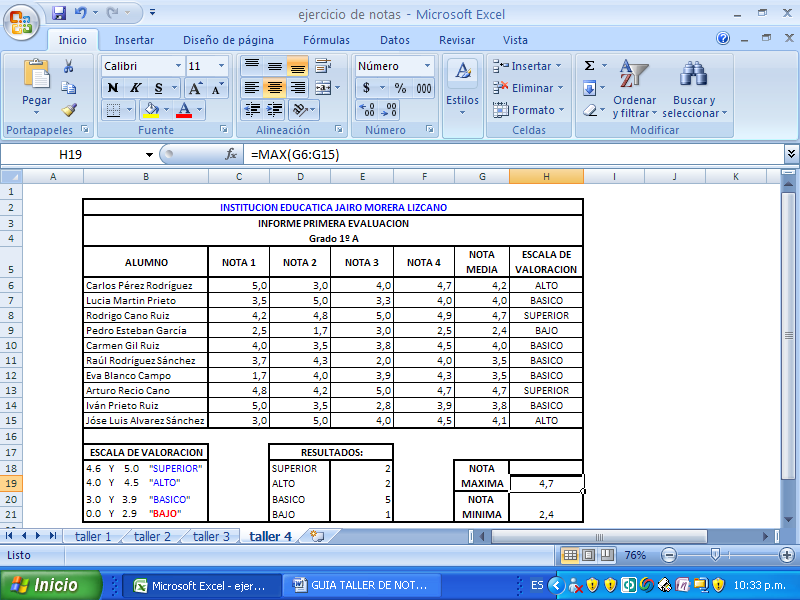 ejercicio de notas - Microsoft Excel
Inicio Insertar Diseño de página Fórmulas Datos Revisar Vista
Calibri 11 Número Insertar Σ
Pegar N K S A A $ % 000 Estilos Eliminar Ordenar y filtrar Buscar y seleccionar
Formato
Portapapeles Fuente Alineación Número Celdas Modificar
H19 fx =MAX(G6:G15)
A B C D E F G H I J K
1
2 INSTITUCION EDUCATICA JAIRO MORERA LIZCANO
3 INFORME PRIMERA EVALUACION
4 Grado 1º A
5 ALUMNO NOTA 1 NOTA 2 NOTA 3 NOTA 4 NOTA MEDIA ESCALA DE VALORACION
6 Carlos Pérez Rodríguez 5,0 3,0 4,0 4,7 4,2 ALTO
7 Lucia Martin Prieto 3,5 5,0 3,3 4,0 4,0 BASICO
8 Rodrigo Cano Ruiz 4,2 4,8 5,0 4,9 4,7 SUPERIOR
9 Pedro Esteban García 2,5 1,7 3,0 2,5 2,4 BAJO
10 Carmen Gil Ruiz 4,0 3,5 3,8 4,5 4,0 BASICO
11 Raúl Rodríguez Sánchez 3,7 4,3 2,0 4,0 3,5 BASICO
12 Eva Blanco Campo 1,7 4,0 3,9 4,3 3,5 BASICO
13 Arturo Recio Cano 4,8 4,2 5,0 4,7 4,7 SUPERIOR
14 Iván Prieto Ruiz 5,0 3,5 2,8 3,9 3,8 BASICO
15 Jóse Luis Alvarez Sánchez 3,0 5,0 4,0 4,5 4,1 ALTO
16
17 ESCALA DE VALORACION RESULTADOS:
18 4.6 Y 5.0 "SUPERIOR" SUPERIOR 2 NOTA
19 4.0 Y 4.5 "ALTO" ALTO 2 MAXIMA 4,7
20 3.0 Y 3.9 "BASICO" BASICO 5 NOTA
21 0.0 Y 2.9 "BAJO" BAJO 1 MINIMA 2,4
taller 1 taller 2 taller 3 taller 4
Listo 76%
Inicio Microsoft Excel - ejer... GUIA TALLER DE NOT... ES 10:33 p.m.